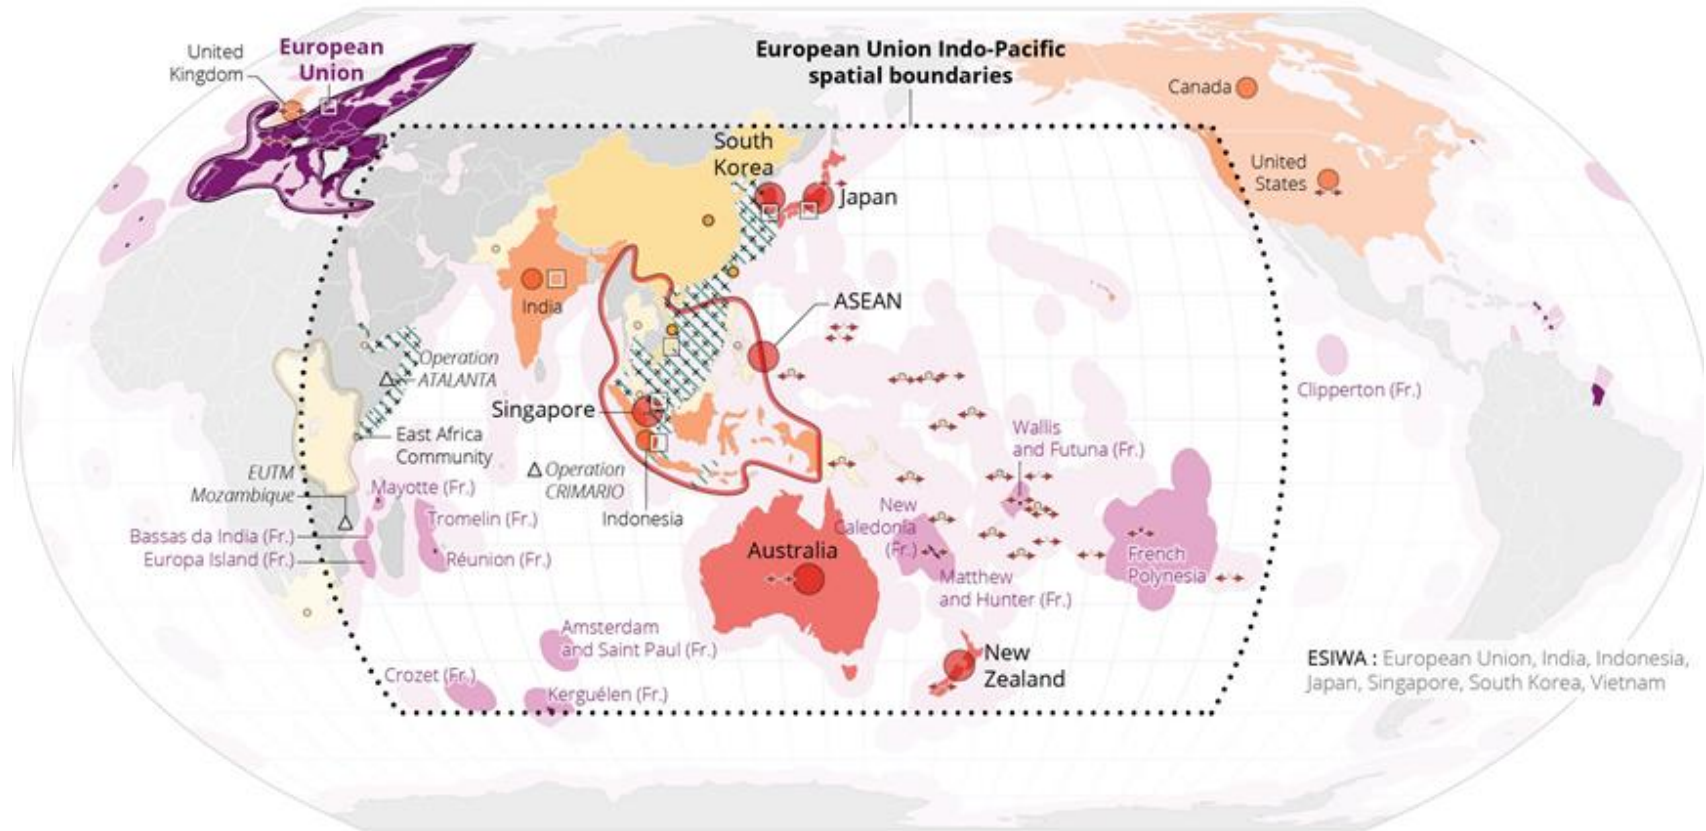 United
Kingdom
European
Union
European Union Indo-Pacific
spatial boundaries
Canada
United
States
South
Korea
Japan
India
ASEAN
Operation
ATALANTA
Singapore
East Africa
Community
Clipperton (Fr.)
Wallis
and Futuna (Fr.)
EUTM
Mozambique
Operation
CRIMARIO
Mayotte (Fr.)
Indonesia
Tromelin (Fr.)
Bassas da India (Fr.)
Europa Island (Fr.)
Réunion (Fr.)
New
Caledonia
(Fr.)
Australia
French
Polynesia
Matthew
and Hunter (Fr.)
Amsterdam
and Saint Paul (Fr.)
New
Zealand
Crozet (Fr.)
Kerguélen (Fr.)
ESIWA : European Union, India, Indonesia,
Japan, Singapore, South Korea, Vietnam